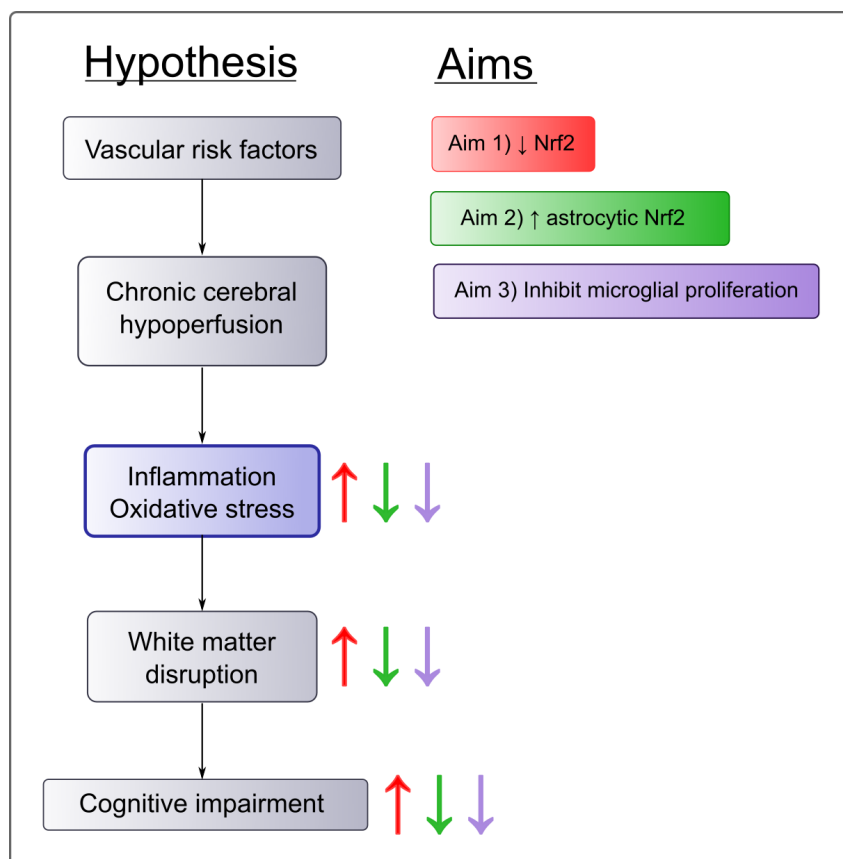 Hypothesis
Vascular risk factors
Chronic cerebral
hypoperfusion
Inflammation
Oxidative stress
White matter
disruption
Cognitive impairment
Aims
Aim 1) ↓ Nrf2
Aim 2) ↑ astrocytic Nrf2
Aim 3) Inhibit microglial proliferation